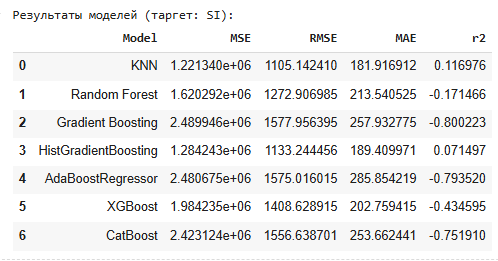 Результаты моделей (таргет: SI):
Model MSE RMSE MAE r2
0 KNN 1.221340e+06 1105.142410 181.916912 0.116976
1 Random Forest 1.620292e+06 1272.906985 213.540525 -0.171466
2 Gradient Boosting 2.489946e+06 1577.956395 257.932775 -0.800223
3 HistGradientBoosting 1.284243e+06 1133.244456 189.409971 0.071497
4 AdaBoostRegressor 2.480675e+06 1575.016015 285.854219 -0.793520
5 XGBoost 1.984235e+06 1408.628915 202.759415 -0.434595
6 CatBoost 2.423124e+06 1556.638701 253.662441 -0.751910